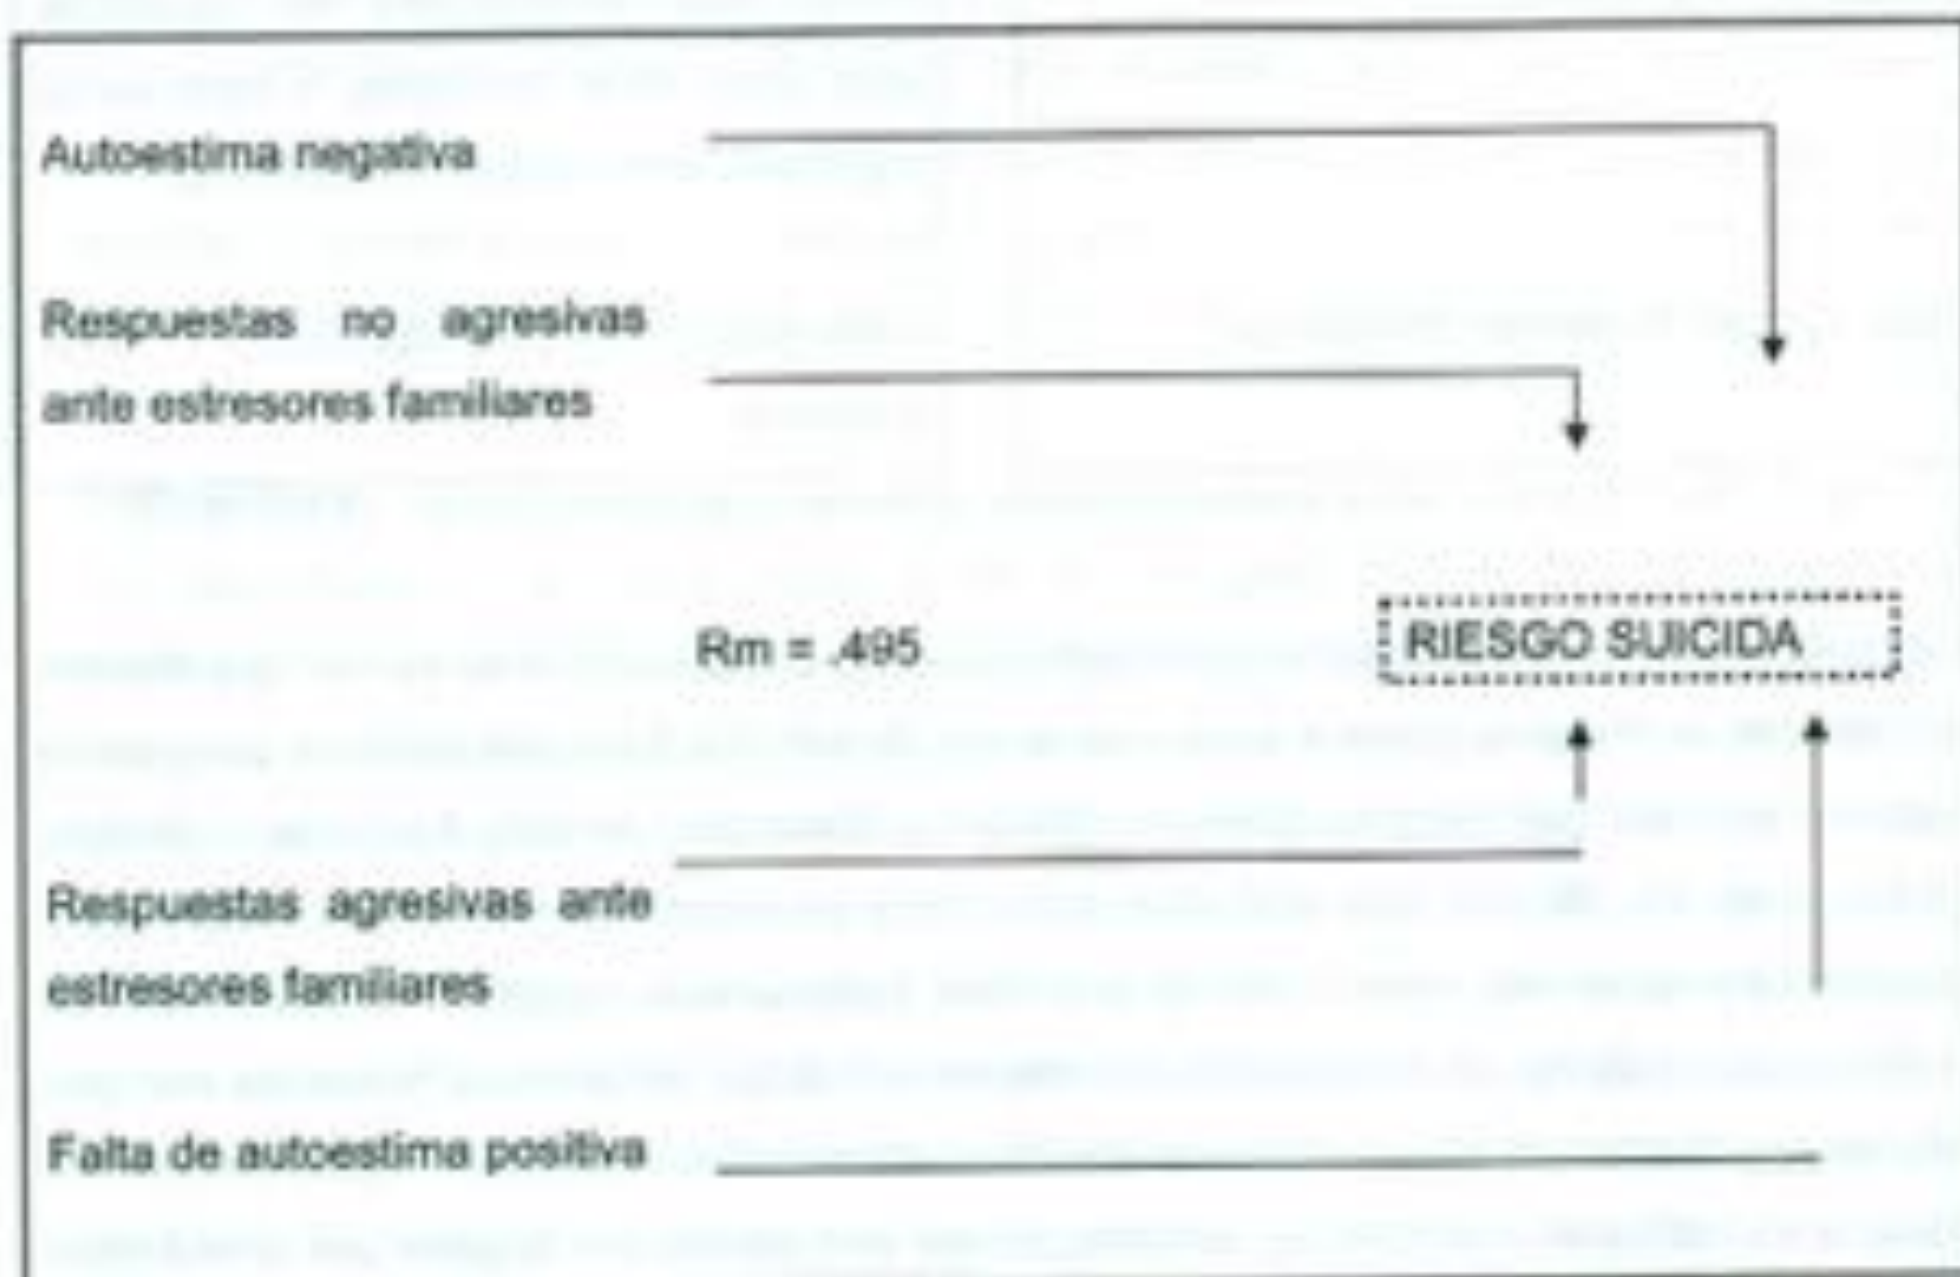 Autoestima negativa
Respuestas no agresivas
ante estresores familiares
Rm = .495
RIESGO SUICIDA
Respuestas agresivas ante
estresores familiares
Falta de autoestima positiva